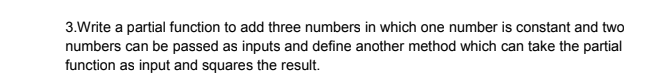 3.Write a partial function to add three numbers in which one number is constant and two
numbers can be passed as inputs and define another method which can take the partial
function as input and squares the result.